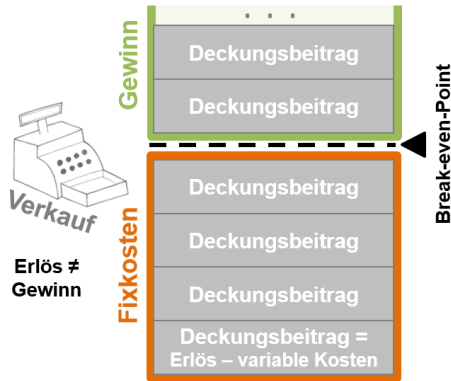 . . .
Gewinn
Deckungsbeitrag
Deckungsbeitrag
Break-even-Point
Verkauf
Erlös ≠
Gewinn
Fixkosten
Deckungsbeitrag
Deckungsbeitrag
Deckungsbeitrag
Deckungsbeitrag =
Erlös – variable Kosten